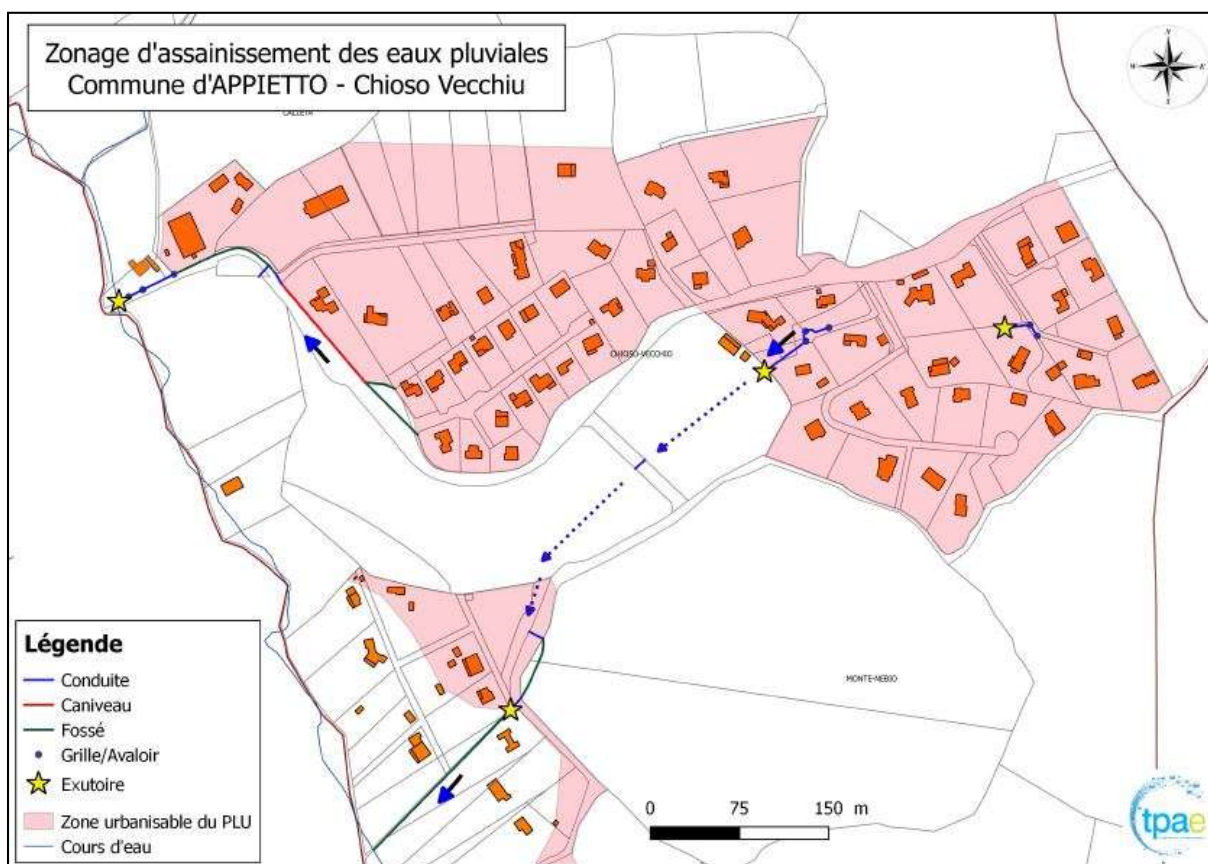 Zonage d'assainissement des eaux pluviales
Commune d'APPIETTO - Chioso Vecchiu
CALLETA
N
W
E
S
CHIOSO-VECCHIO
MONTE-NEBIO
Légende
Conduite
Caniveau
Fossé
Grille/Avaloir
Exutoire
Zone urbanisable du PLU
Cours d'eau
0 75 150 m
tpae